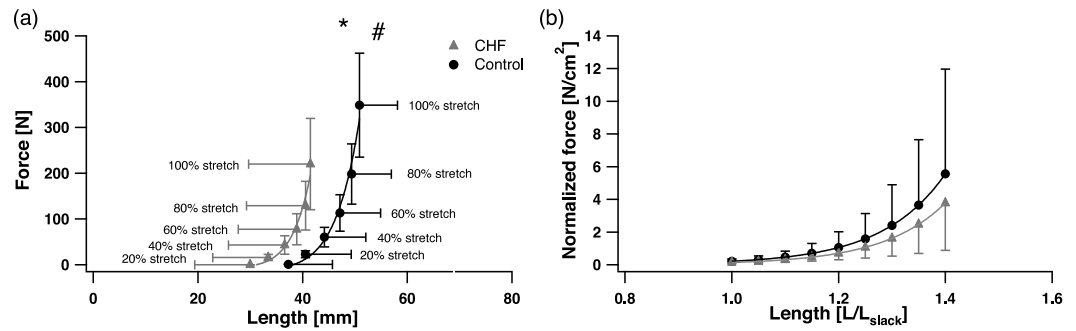 (a)
* #
500
CHF
Control
400
100% stretch
300
Force [N]
100% stretch
200
80% stretch
80% stretch
100
60% stretch
60% stretch
40% stretch
40% stretch
20% stretch
20% stretch
0
0 20 40 60 80
Length [mm]
(b)
14
12
10
8
6
4
2
0
Normalized force [N/cm²]
0.8 1.0 1.2 1.4 1.6
Length [L/Lslack]